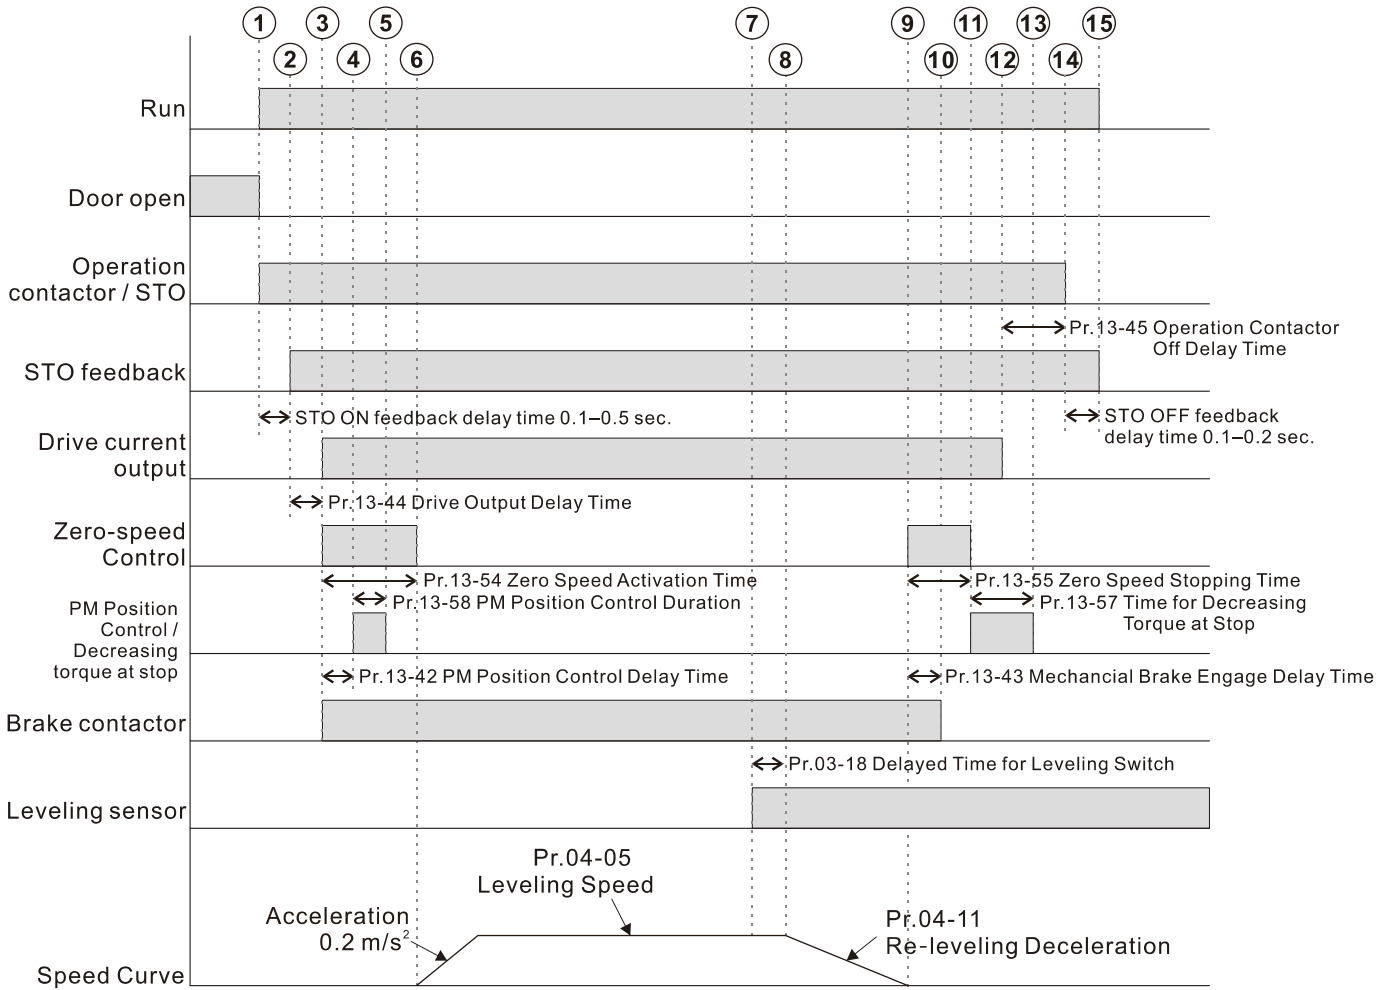 1 3 5 7 9 11 13 15
2 4 6 8 10 12 14
Run
Door open
Operation
contactor / STO
Pr.13-45 Operation Contactor
Off Delay Time
STO feedback
STO ON feedback delay time 0.1–0.5 sec.
STO OFF feedback
delay time 0.1–0.2 sec.
Drive current
output
Pr.13-44 Drive Output Delay Time
Zero-speed
Control
Pr.13-54 Zero Speed Activation Time
Pr.13-55 Zero Speed Stopping Time
Pr.13-58 PM Position Control Duration
Pr.13-57 Time for Decreasing
Torque at Stop
PM Position
Control /
Decreasing
torque at stop
Pr.13-42 PM Position Control Delay Time
Pr.13-43 Mechancial Brake Engage Delay Time
Brake contactor
Pr.03-18 Delayed Time for Leveling Switch
Leveling sensor
Pr.04-05
Leveling Speed
Acceleration
0.2 m/s²
Pr.04-11
Re-leveling Deceleration
Speed Curve